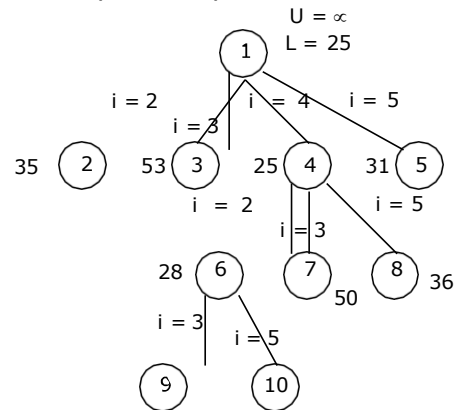 U = ∝
L = 25
1
i = 2
i = 3
i = 4
i = 5
35 2
53 3
25 4
31 5
i = 2
i = 3
i = 5
28 6
7 50
8 36
i = 3
i = 5
9
10